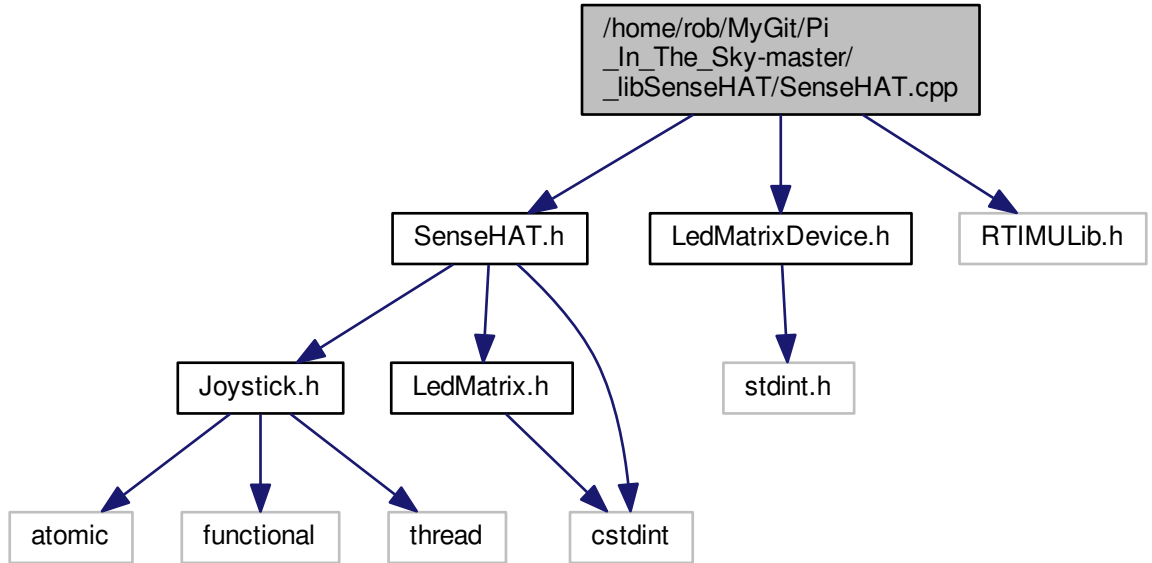 /home/rob/MyGit/Pi
_In_The_Sky-master/
_libSenseHAT/SenseHAT.cpp
SenseHAT.h
LedMatrixDevice.h
RTIMULib.h
Joystick.h
LedMatrix.h
stdint.h
atomic
functional
thread
cstdint